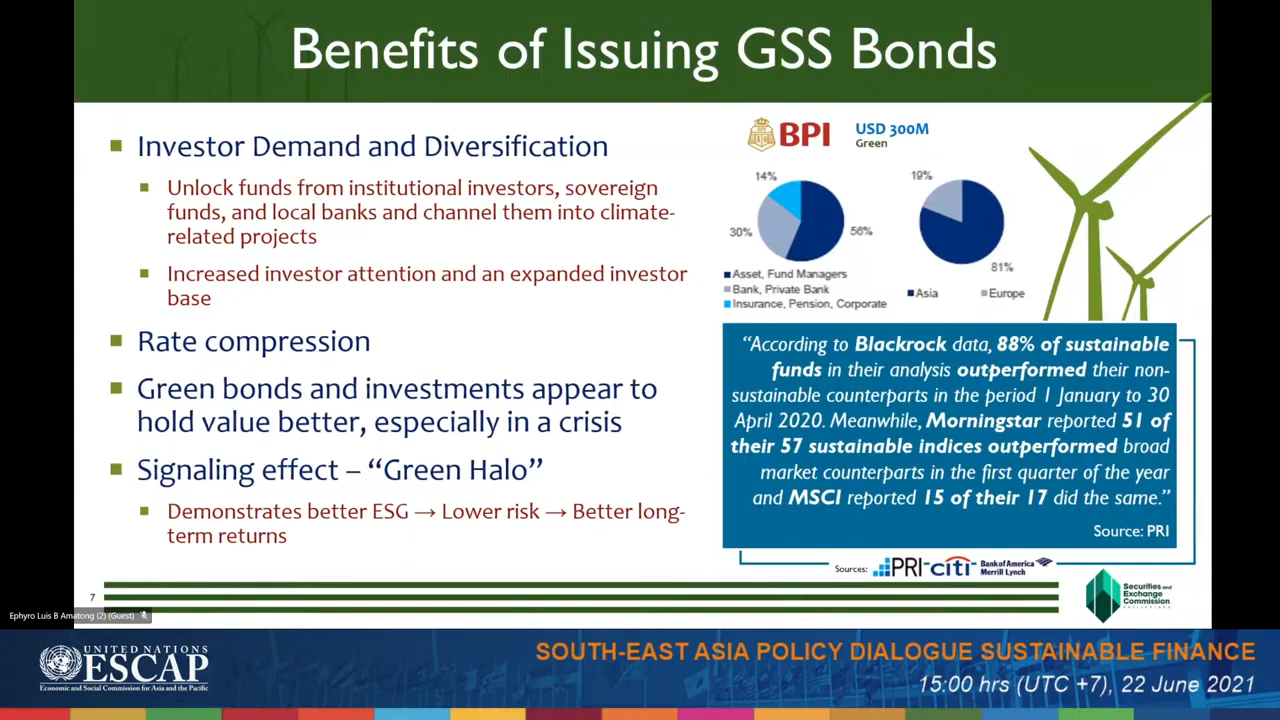 Benefits of Issuing GSS Bonds
Investor Demand and Diversification
Unlock funds from institutional investors, sovereign
funds, and local banks and channel them into climate-
related projects
Increased investor attention and an expanded investor
base
Rate compression
Green bonds and investments appear to
hold value better, especially in a crisis
Signaling effect – “Green Halo”
Demonstrates better ESG → Lower risk → Better long-
term returns
BPI
USD 300M
Green
14%
30%
56%
Asset, Fund Managers
Bank, Private Bank
Insurance, Pension, Corporate
19%
81%
Asia
Europe
“According to Blackrock data, 88% of sustainable
funds in their analysis outperformed their non-
sustainable counterparts in the period 1 January to 30
April 2020. Meanwhile, Morningstar reported 51 of
their 57 sustainable indices outperformed broad
market counterparts in the first quarter of the year
and MSCI reported 15 of their 17 did the same.”
Source: PRI
Sources:
PRI
citi
Bank of America
Merrill Lynch
7
Securities and
Exchange
Commission
PHILIPPINES
Ephyro Luis B Amatong (2) (Guest)
UNITED NATIONS
ESCAP
Economic and Social Commission for Asia and the Pacific
SOUTH-EAST ASIA POLICY DIALOGUE SUSTAINABLE FINANCE
15:00 hrs (UTC +7), 22 June 2021